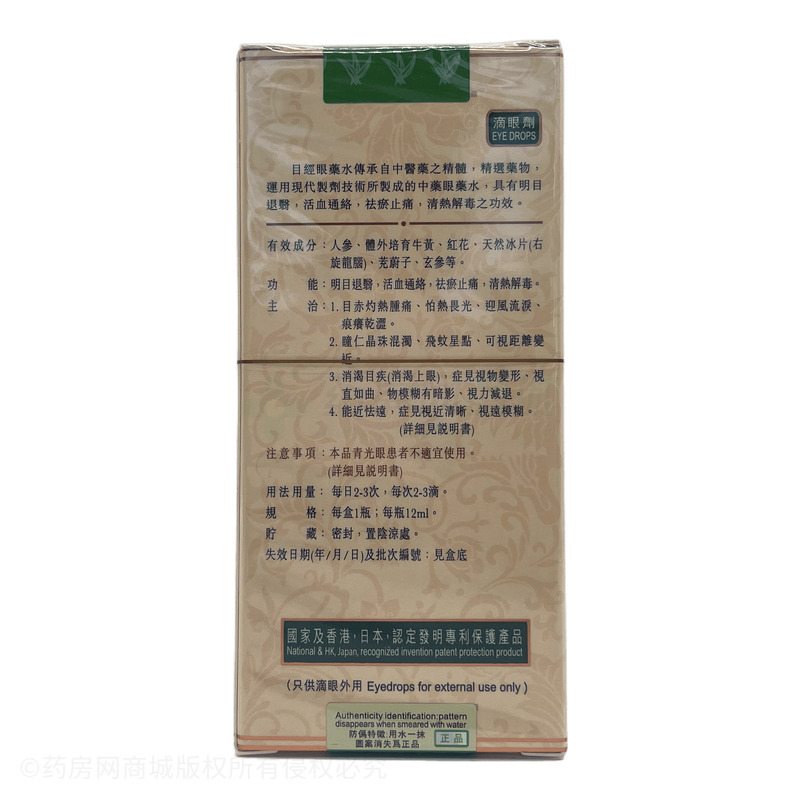 滴眼劑
EYE DROPS
目經眼藥水傳承自中醫藥之精髓，精選藥物，
運用現代製劑技術所製成的中藥眼藥水，具有明目
退翳，活血通絡，祛瘀止痛，清熱解毒之功效。
有效成分：人參、體外培育牛黃、紅花、天然冰片(右
旋龍腦)、茺蔚子、玄參等。
功　　能：明目退翳，活血通絡，祛瘀止痛，清熱解毒。
主　　治：1. 目赤灼熱腫痛、怕熱畏光、迎風流淚、
痕癢乾澀。
2. 瞳仁晶珠混濁、飛蚊星點、可視距離變
近。
3. 消渴目疾(消渴上眼)，症見視物變形、視
直如曲、物模糊有暗影、視力減退。
4. 能近怯遠，症見視近清晰、視遠模糊。
(詳細見説明書)
注意事項：本品青光眼患者不適宜使用。
(詳細見説明書)
用法用量：每日2-3次，每次2-3滴。
規　　格：每盒1瓶；每瓶12ml。
貯　　藏：密封，置陰涼處。
失效日期(年/月/日)及批次編號：見盒底
國家及香港，日本，認定發明專利保護產品
National & HK, Japan, recognized invention patent protection product
(只供滴眼外用 Eyedrops for external use only)
Authenticity identification:pattern
disappears when smeared with water
防偽特徵:用水一抹
圖案消失爲正品
正品
©药房网商城版权所有侵权必究